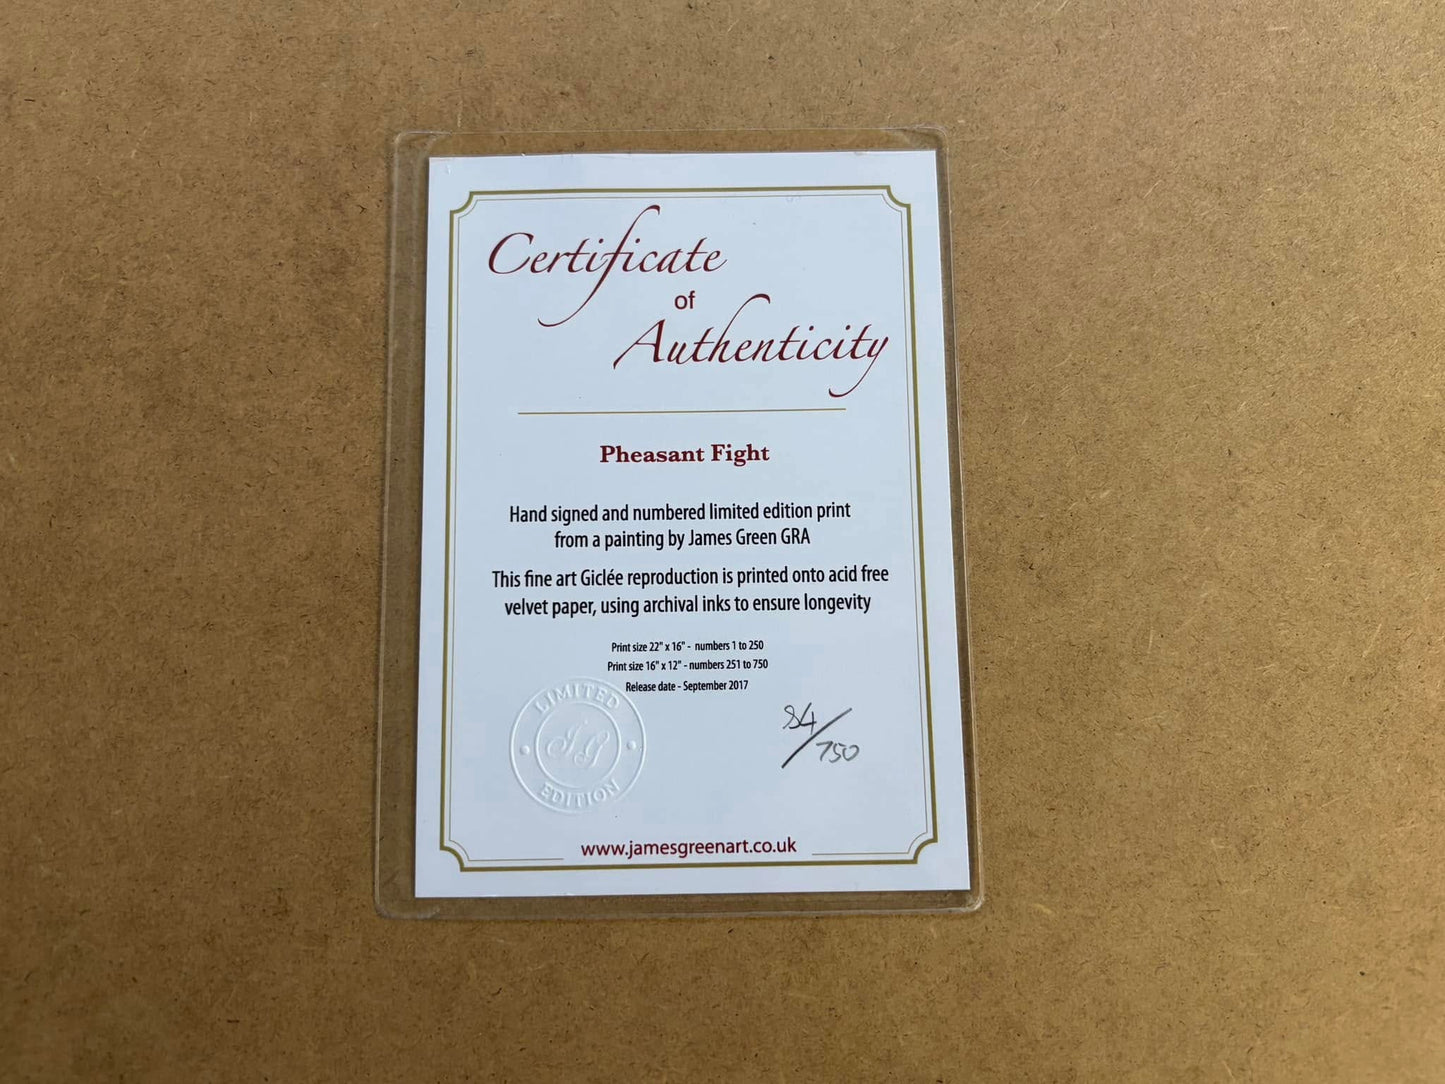 Certificate
of
Authenticity
Pheasant Fight
Hand signed and numbered limited edition print
from a painting by James Green GRA
This fine art Giclée reproduction is printed onto acid free
velvet paper, using archival inks to ensure longevity
Print size 22" x 16" - numbers 1 to 250
Print size 16" x 12" - numbers 251 to 750
Release date - September 2017
LIMITED
JG
EDITION
84/750
www.jamesgreenart.co.uk